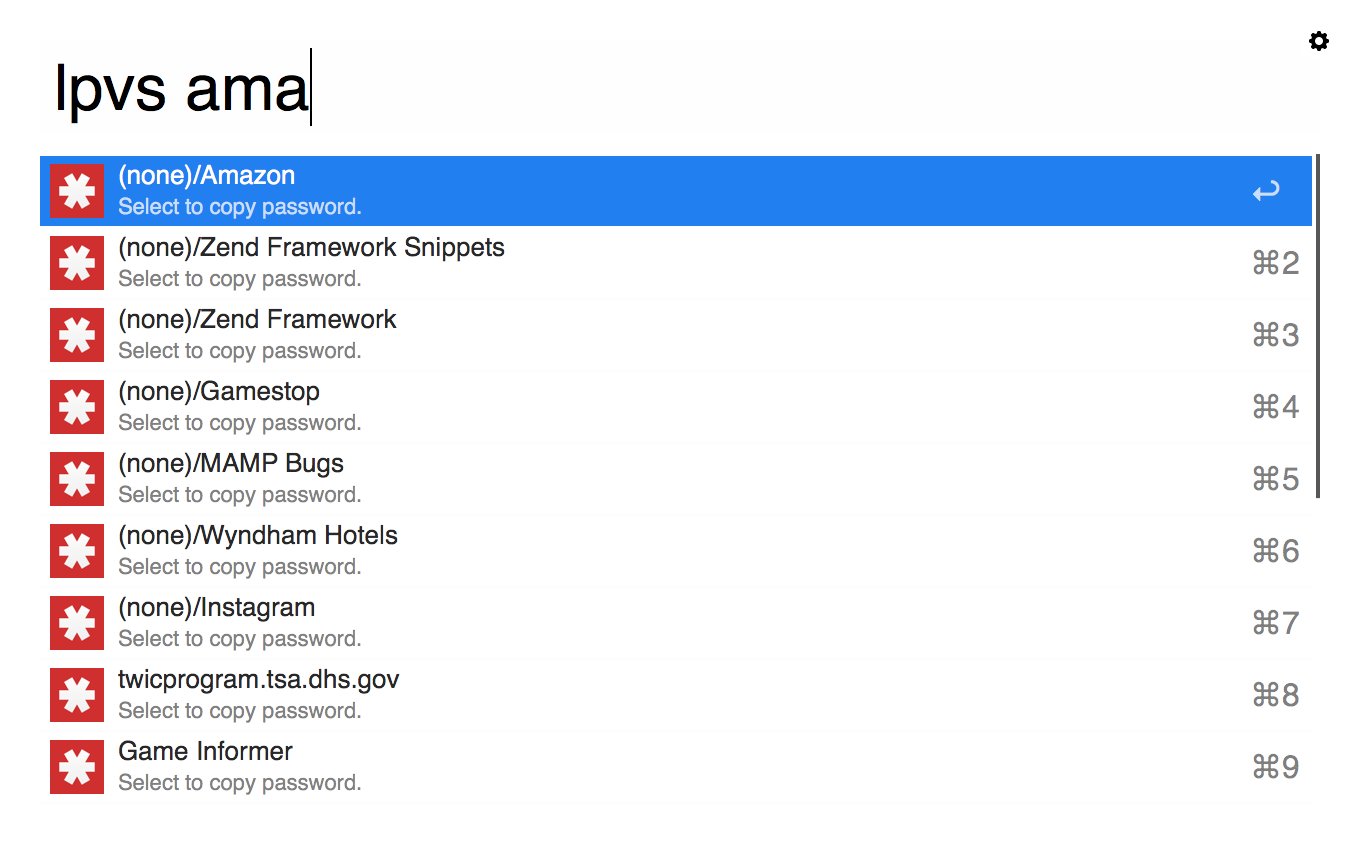 lpvs ama
(none)/Amazon
Select to copy password.
(none)/Zend Framework Snippets
Select to copy password.
⌘2
(none)/Zend Framework
Select to copy password.
⌘3
(none)/Gamestop
Select to copy password.
⌘4
(none)/MAMP Bugs
Select to copy password.
⌘5
(none)/Wyndham Hotels
Select to copy password.
⌘6
(none)/Instagram
Select to copy password.
⌘7
twicprogram.tsa.dhs.gov
Select to copy password.
⌘8
Game Informer
Select to copy password.
⌘9